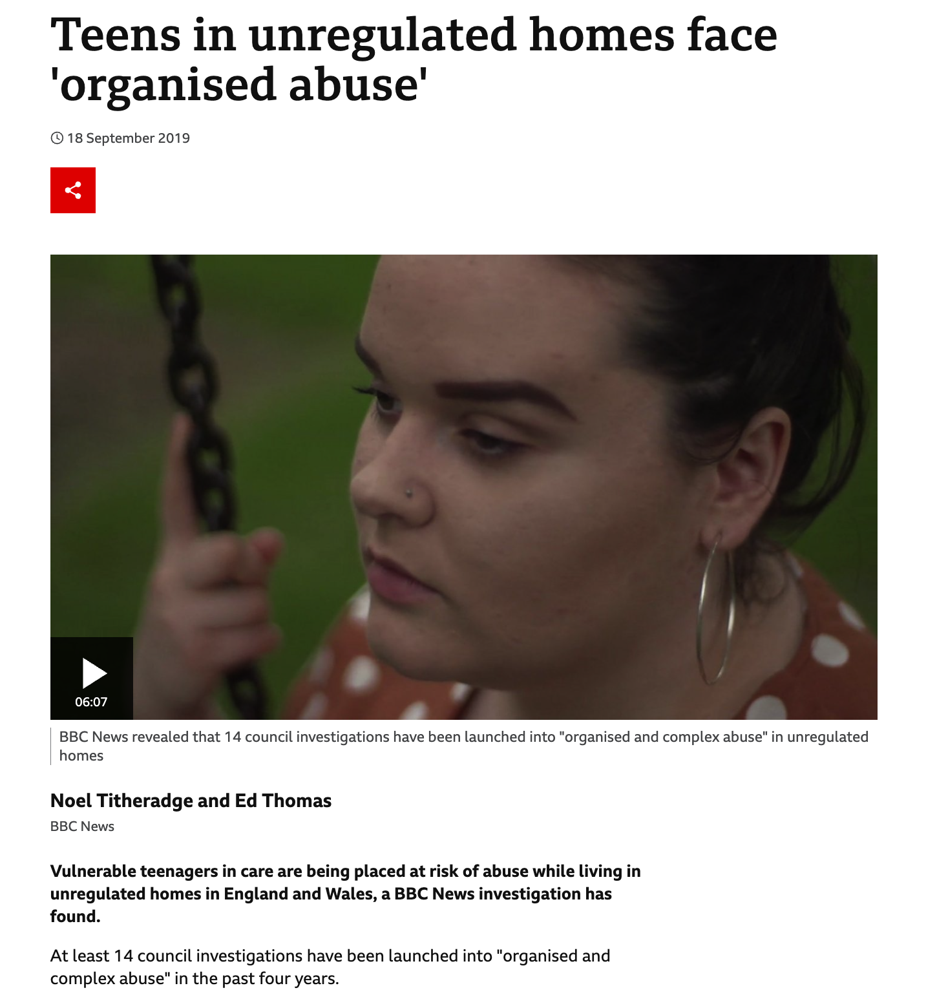 Teens in unregulated homes face
'organised abuse'
18 September 2019
06:07
BBC News revealed that 14 council investigations have been launched into "organised and complex abuse" in unregulated
homes
Noel Titheradge and Ed Thomas
BBC News
Vulnerable teenagers in care are being placed at risk of abuse while living in
unregulated homes in England and Wales, a BBC News investigation has
found.
At least 14 council investigations have been launched into "organised and
complex abuse" in the past four years.